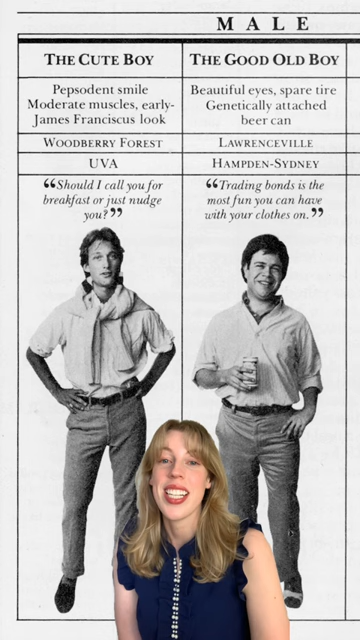 MALE
THE CUTE BOY
Pepsodent smile
Moderate muscles, early-
James Franciscus look
WOODBERRY FOREST
UVA
“Should I call you for
breakfast or just nudge
you?”
THE GOOD OLD BOY
Beautiful eyes, spare tire
Genetically attached
beer can
LAWRENCEVILLE
HAMPDEN-SYDNEY
“Trading bonds is the
most fun you can have
with your clothes on.”